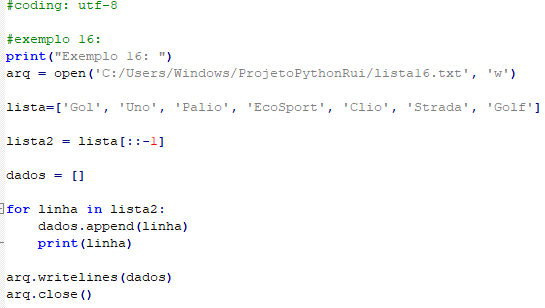 #coding: utf-8
#exemplo 16:
print("Exemplo 16: ")
arq = open('C:/Users/Windows/ProjetoPythonRui/lista16.txt', 'w')
lista=['Gol', 'Uno', 'Palio', 'EcoSport', 'Clio', 'Strada', 'Golf']
lista2 = lista[::-1]
dados = []
for linha in lista2:
    dados.append(linha)
    print(linha)
arq.writelines(dados)
arq.close()